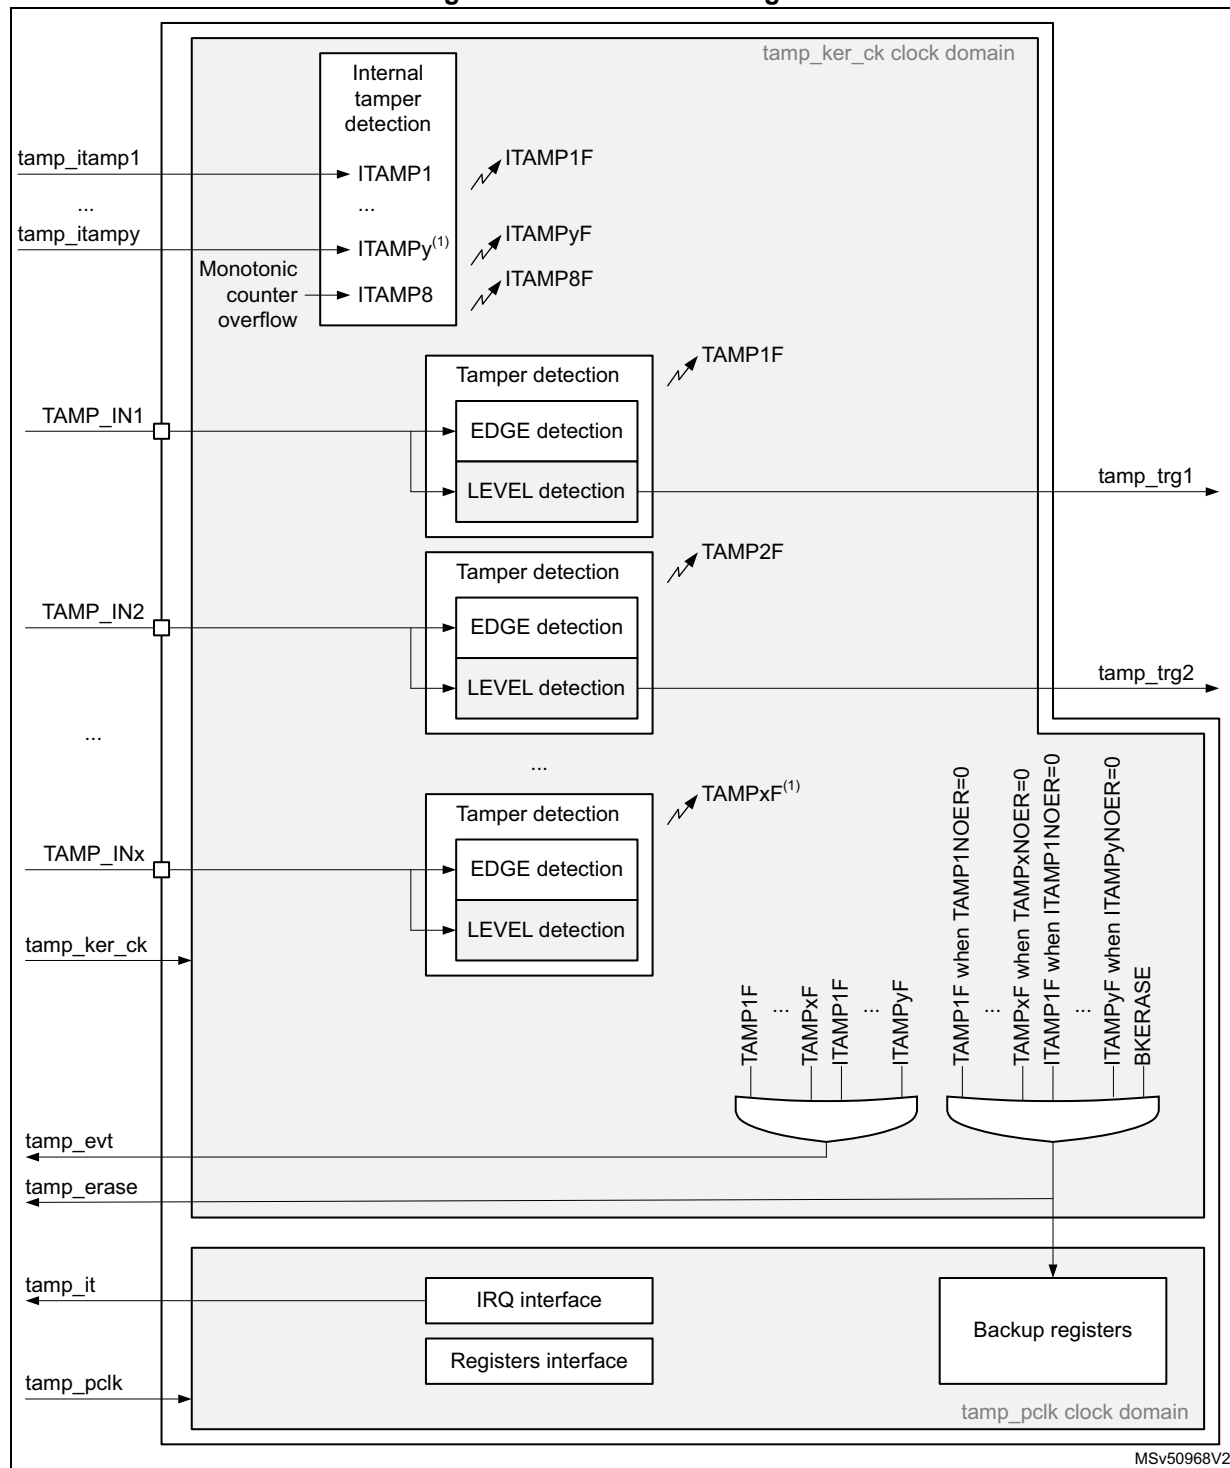 tamp_ker_ck clock domain
Internal
tamper
detection
tamp_itamp1
ITAMP1
ITAMP1F
...
...
tamp_itampy
ITAMPy(1)
ITAMPyF
Monotonic
counter
overflow
ITAMP8
ITAMP8F
TAMP1F
Tamper detection
TAMP_IN1
EDGE detection
LEVEL detection
tamp_trg1
TAMP2F
Tamper detection
TAMP_IN2
EDGE detection
LEVEL detection
tamp_trg2
...
...
TAMPxF(1)
Tamper detection
TAMP_INx
EDGE detection
LEVEL detection
tamp_ker_ck
TAMP1F
...
TAMPxF
ITAMP1F
...
ITAMPyF
TAMP1F when TAMP1NOER=0
...
TAMPxF when TAMPxNOER=0
ITAMP1F when ITAMP1NOER=0
...
ITAMPyF when ITAMPyNOER=0
BKERASE
tamp_evt
tamp_erase
tamp_it
IRQ interface
Backup registers
Registers interface
tamp_pclk
tamp_pclk clock domain
MSv50968V2